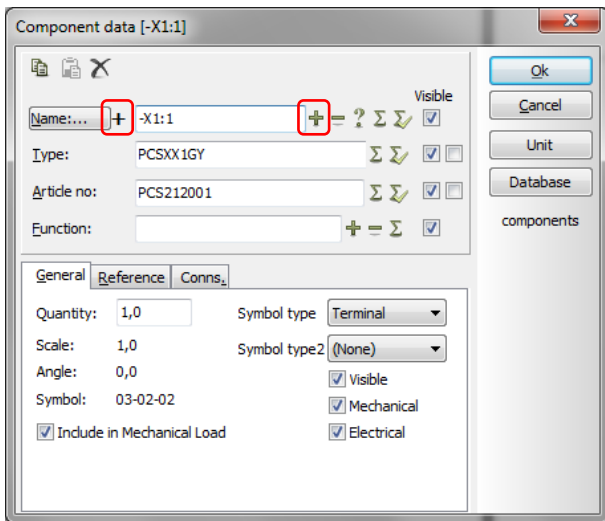 Component data [-X1:1]
Ok
Visible
Name:... + -X1:1 + = ? Σ Σ
Cancel
Unit
Type: PCSXX1GY Σ Σ
Database
Article no: PCS212001 Σ Σ
components
Function: + = Σ
General Reference Conns.
Quantity: 1,0 Symbol type Terminal
Scale: 1,0 Symbol type2 (None)
Angle: 0,0 Visible
Symbol: 03-02-02 Mechanical
Include in Mechanical Load Electrical